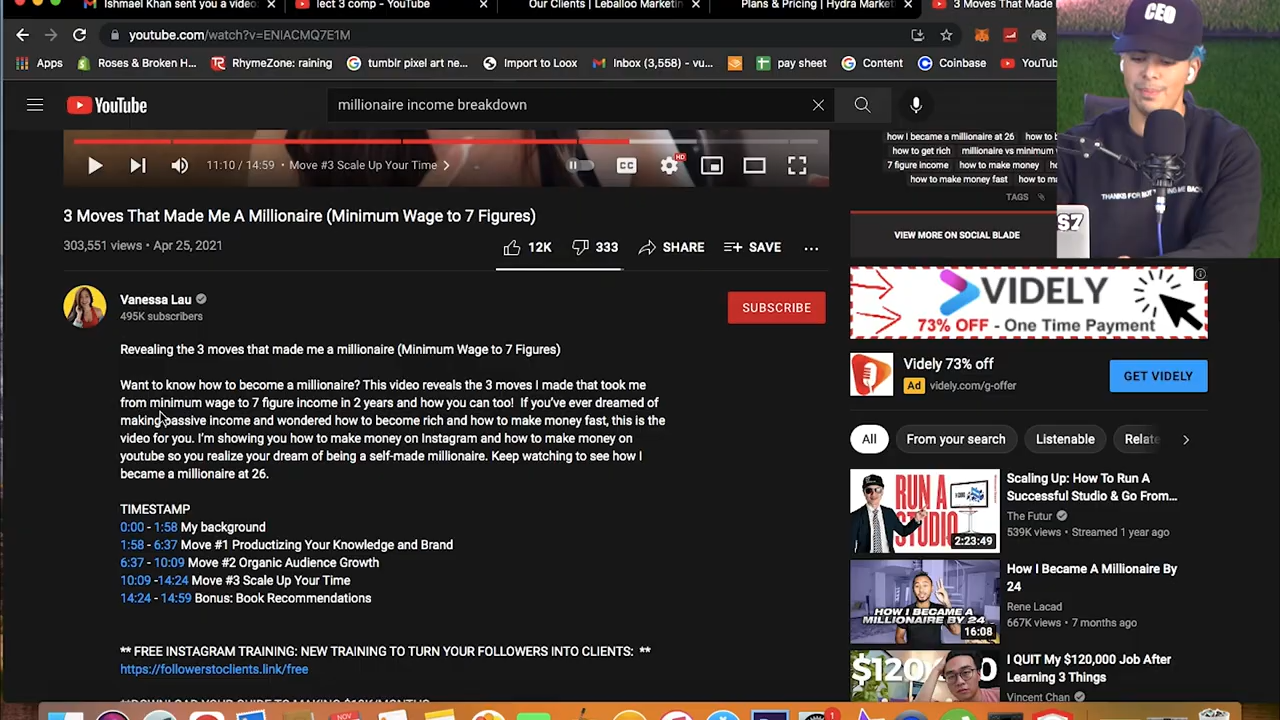 Ishmael Khan sent you a video:
lect 3 comp - YouTube
Our Clients | Leballoo Marketin
Plans & Pricing | Hydra Market
3 Moves That Made
youtube.com/watch?v=ENIACMQ7E1M
Apps
Roses & Broken H...
RhymeZone: raining
tumblr pixel art ne...
Import to Loox
Inbox (3,558) - vu...
pay sheet
Content
Coinbase
YouTub
YouTube
millionaire income breakdown
CEO
11:10 / 14:59 • Move #3 Scale Up Your Time
CC
HD
how I became a millionaire at 26
how to b
how to get rich
millionaire vs minimum
7 figure income
how to make money
how to m
how to make money fast
how to ma
TAGS
VIEW MORE ON SOCIAL BLADE
S7
3 Moves That Made Me A Millionaire (Minimum Wage to 7 Figures)
303,551 views • Apr 25, 2021
12K
333
SHARE
SAVE
Vanessa Lau
495K subscribers
SUBSCRIBE
Revealing the 3 moves that made me a millionaire (Minimum Wage to 7 Figures)
Want to know how to become a millionaire? This video reveals the 3 moves I made that took me
from minimum wage to 7 figure income in 2 years and how you can too! If you've ever dreamed of
making passive income and wondered how to become rich and how to make money fast, this is the
video for you. I'm showing you how to make money on Instagram and how to make money on
youtube so you realize your dream of being a self-made millionaire. Keep watching to see how I
became a millionaire at 26.
TIMESTAMP
0:00 - 1:58 My background
1:58 - 6:37 Move #1 Productizing Your Knowledge and Brand
6:37 - 10:09 Move #2 Organic Audience Growth
10:09 -14:24 Move #3 Scale Up Your Time
14:24 - 14:59 Bonus: Book Recommendations
** FREE INSTAGRAM TRAINING: NEW TRAINING TO TURN YOUR FOLLOWERS INTO CLIENTS: **
https://followerstoclients.link/free
VIDELY
73% OFF - One Time Payment
Videly 73% off
Ad videly.com/g-offer
GET VIDELY
All
From your search
Listenable
Relate
RUN A
STUDIO
2:23:49
Scaling Up: How To Run A
Successful Studio & Go From...
The Futur
539K views • Streamed 1 year ago
HOW I BECAME A
MILLIONAIRE BY 24
16:08
How I Became A Millionaire By
24
Rene Lacad
667K views • 7 months ago
$120,000
I QUIT My $120,000 Job After
Learning 3 Things
Vincent Chan
NOV
1